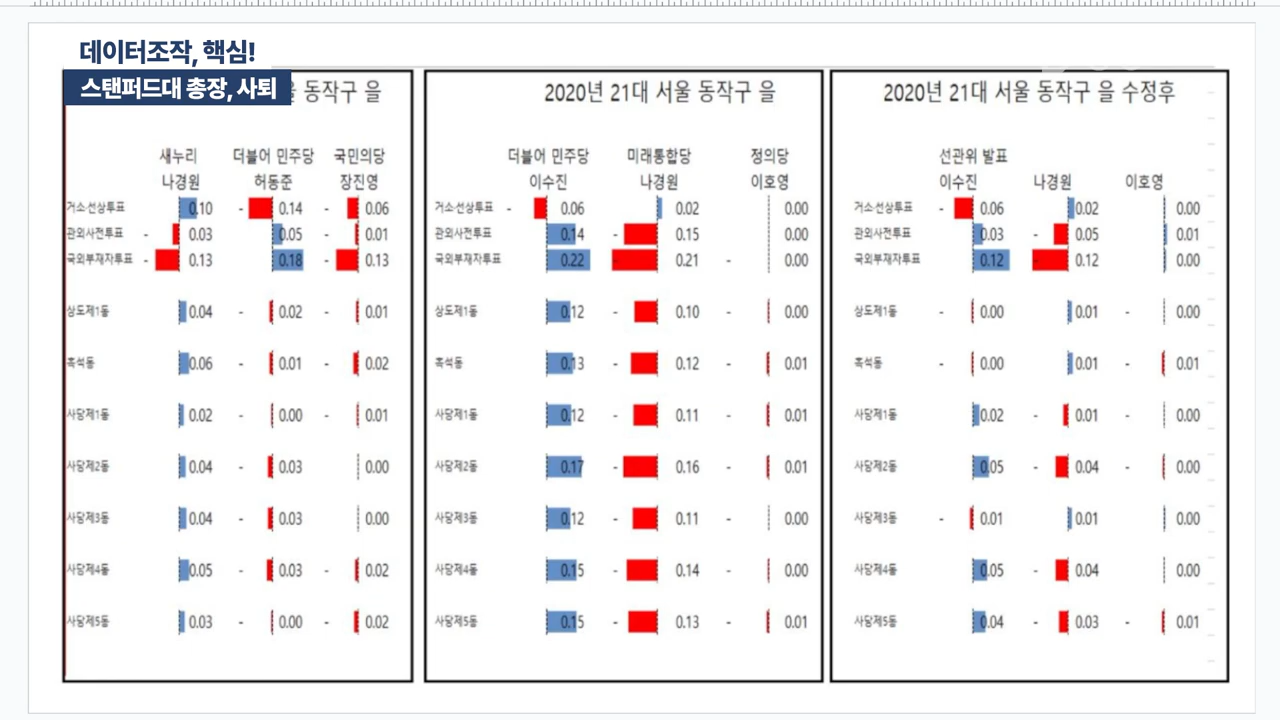 데이터조작, 핵심!
스탠퍼드대 총장, 사퇴
동작구 을
새누리 더불어 민주당 국민의당
나경원 허동준 장진영
거소·선상투표 0.10 - 0.14 - 0.06
관외사전투표 - 0.03 0.05 - 0.01
국외부재자투표 - 0.13 0.18 - 0.13
상도제1동 0.04 - 0.02 - 0.01
흑석동 0.06 - 0.01 - 0.02
사당제1동 0.02 - 0.00 - 0.01
사당제2동 0.04 - 0.03 0.00
사당제3동 0.04 - 0.03 0.00
사당제4동 0.05 - 0.03 - 0.02
사당제5동 0.03 - 0.00 - 0.02
2020년 21대 서울 동작구 을
더불어 민주당 미래통합당 정의당
이수진 나경원 이호영
거소·선상투표 - 0.06 0.02 0.00
관외사전투표 0.14 - 0.15 0.00
국외부재자투표 0.22 - 0.21 - 0.00
상도제1동 0.12 - 0.10 - 0.00
흑석동 0.13 - 0.12 - 0.01
사당제1동 0.12 - 0.11 - 0.01
사당제2동 0.17 - 0.16 - 0.01
사당제3동 0.12 - 0.11 - 0.00
사당제4동 0.15 - 0.14 - 0.00
사당제5동 0.15 - 0.13 - 0.01
2020년 21대 서울 동작구 을 수정후
선관위 발표
이수진 나경원 이호영
거소·선상투표 - 0.06 0.02 0.00
관외사전투표 0.03 - 0.05 0.01
국외부재자투표 0.12 - 0.12 0.00
상도제1동 - 0.00 0.01 - 0.00
흑석동 - 0.00 0.01 - 0.01
사당제1동 0.02 - 0.01 - 0.00
사당제2동 0.05 - 0.04 - 0.00
사당제3동 - 0.01 0.01 0.00
사당제4동 0.05 - 0.04 0.00
사당제5동 0.04 - 0.03 - 0.01